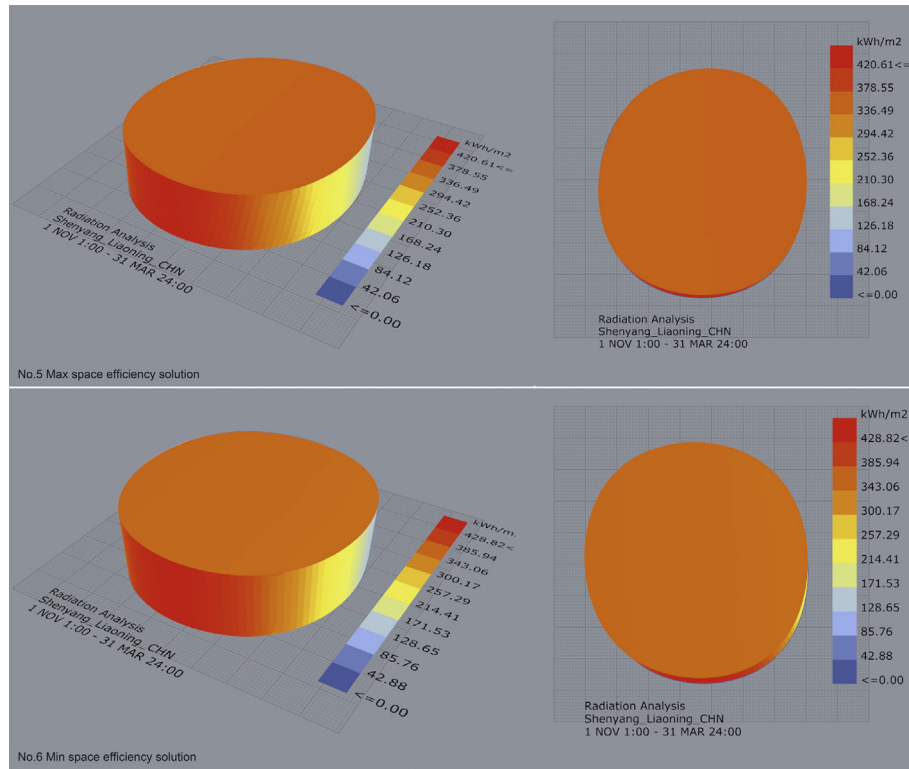 kWh/m2
420.61<=
378.55
336.49
294.42
252.36
210.30
168.24
126.18
84.12
42.06
<=0.00
Radiation Analysis
Shenyang_Liaoning_CHN
1 NOV 1:00 - 31 MAR 24:00
kWh/m2
420.61<=
378.55
336.49
294.42
252.36
210.30
168.24
126.18
84.12
42.06
<=0.00
Radiation Analysis
Shenyang_Liaoning_CHN
1 NOV 1:00 - 31 MAR 24:00
No.5 Max space efficiency solution
kWh/m.
428.82<
385.94
343.06
300.17
257.29
214.41
171.53
128.65
85.76
42.88
<=0.00
Radiation Analysis
Shenyang_Liaoning_CHN
1 NOV 1:00 - 31 MAR 24:00
kWh/m2
428.82<
385.94
343.06
300.17
257.29
214.41
171.53
128.65
85.76
42.88
<=0.00
Radiation Analysis
Shenyang_Liaoning_CHN
1 NOV 1:00 - 31 MAR 24:00
No.6 Min space efficiency solution